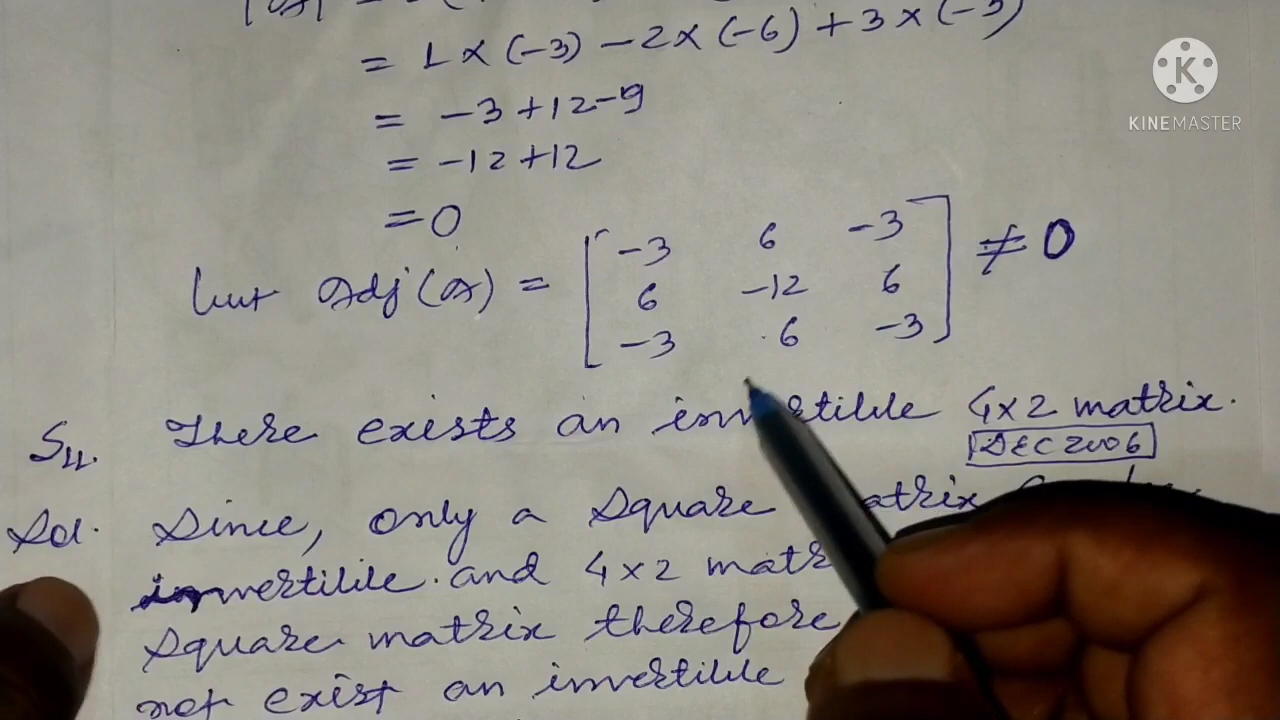 = 1 × (-3) - 2 × (-6) + 3 × (-3)
= -3 + 12 - 9
= -12 + 12
= 0
but adj(A) = [ -3 6 -3
6 -12 6
-3 6 -3 ] ≠ 0
S11. There exists an invertible 4×2 matrix.
DEC 2006
Sol. Since, only a square matrix
invertible and 4×2
square matrix therefore
not exist an invertible
KINEMASTER